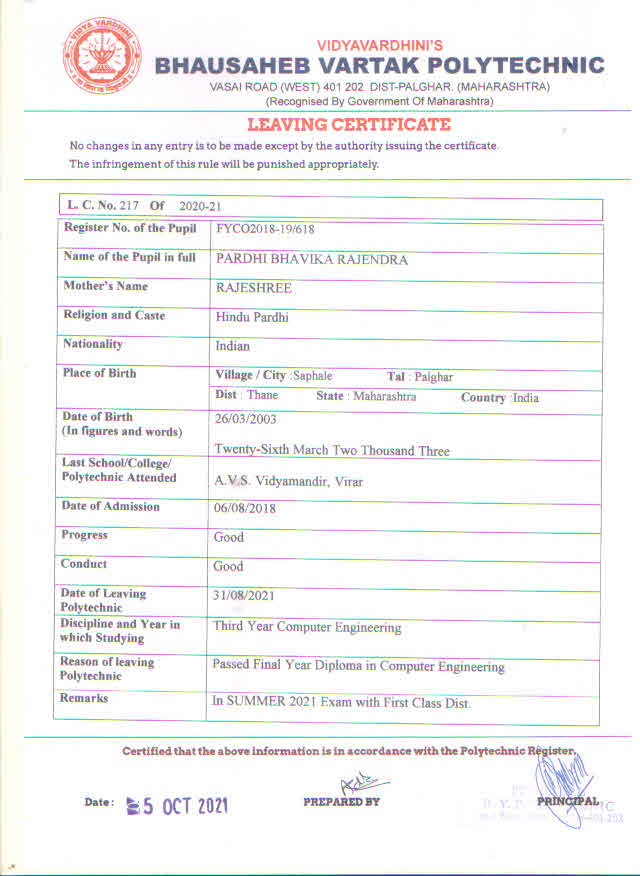 VIDYA VARDHINI
VIDYAVARDHINI'S
BHAUSAHEB VARTAK POLYTECHNIC
VASAI ROAD (WEST) 401 202. DIST-PALGHAR. (MAHARASHTRA)
(Recognised By Government Of Maharashtra)
LEAVING CERTIFICATE
No changes in any entry is to be made except by the authority issuing the certificate.
The infringement of this rule will be punished appropriately.
L. C. No. 217 Of 2020-21
Register No. of the Pupil FYCO2018-19/618
Name of the Pupil in full PARDHI BHAVIKA RAJENDRA
Mother's Name RAJESHREE
Religion and Caste Hindu Pardhi
Nationality Indian
Place of Birth Village / City :Saphale Tal : Palghar
Dist : Thane State : Maharashtra Country :India
Date of Birth 26/03/2003
(In figures and words)
Twenty-Sixth March Two Thousand Three
Last School/College/
Polytechnic Attended A.V.S. Vidyamandir, Virar
Date of Admission 06/08/2018
Progress Good
Conduct Good
Date of Leaving 31/08/2021
Polytechnic
Discipline and Year in Third Year Computer Engineering
which Studying
Reason of leaving Passed Final Year Diploma in Computer Engineering
Polytechnic
Remarks In SUMMER 2021 Exam with First Class Dist.
Certified that the above information is in accordance with the Polytechnic Register.
Date : 5 OCT 2021 PREPARED BY PRINCIPAL